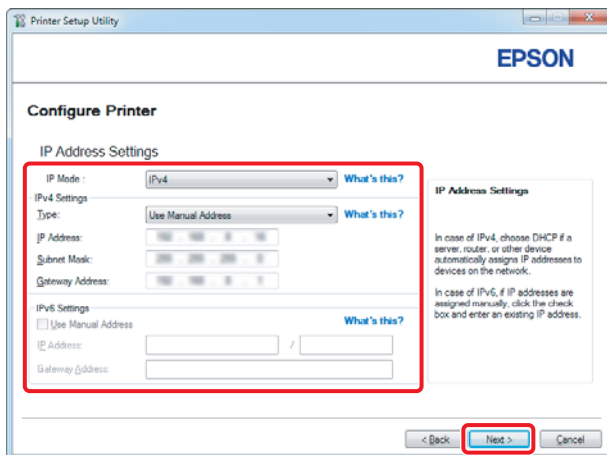 Printer Setup Utility
EPSON
Configure Printer
IP Address Settings
IP Mode :
IPv4
What's this?
IPv4 Settings
Type:
Use Manual Address
What's this?
IP Address:
Subnet Mask:
Gateway Address:
IPv6 Settings
Use Manual Address
What's this?
IP Address:
/
Gateway Address:
IP Address Settings
In case of IPv4, choose DHCP if a
server, router, or other device
automatically assigns IP addresses to
devices on the network.
In case of IPv6, if IP addresses are
assigned manually, click the check
box and enter an existing IP address.
< Back
Next >
Cancel